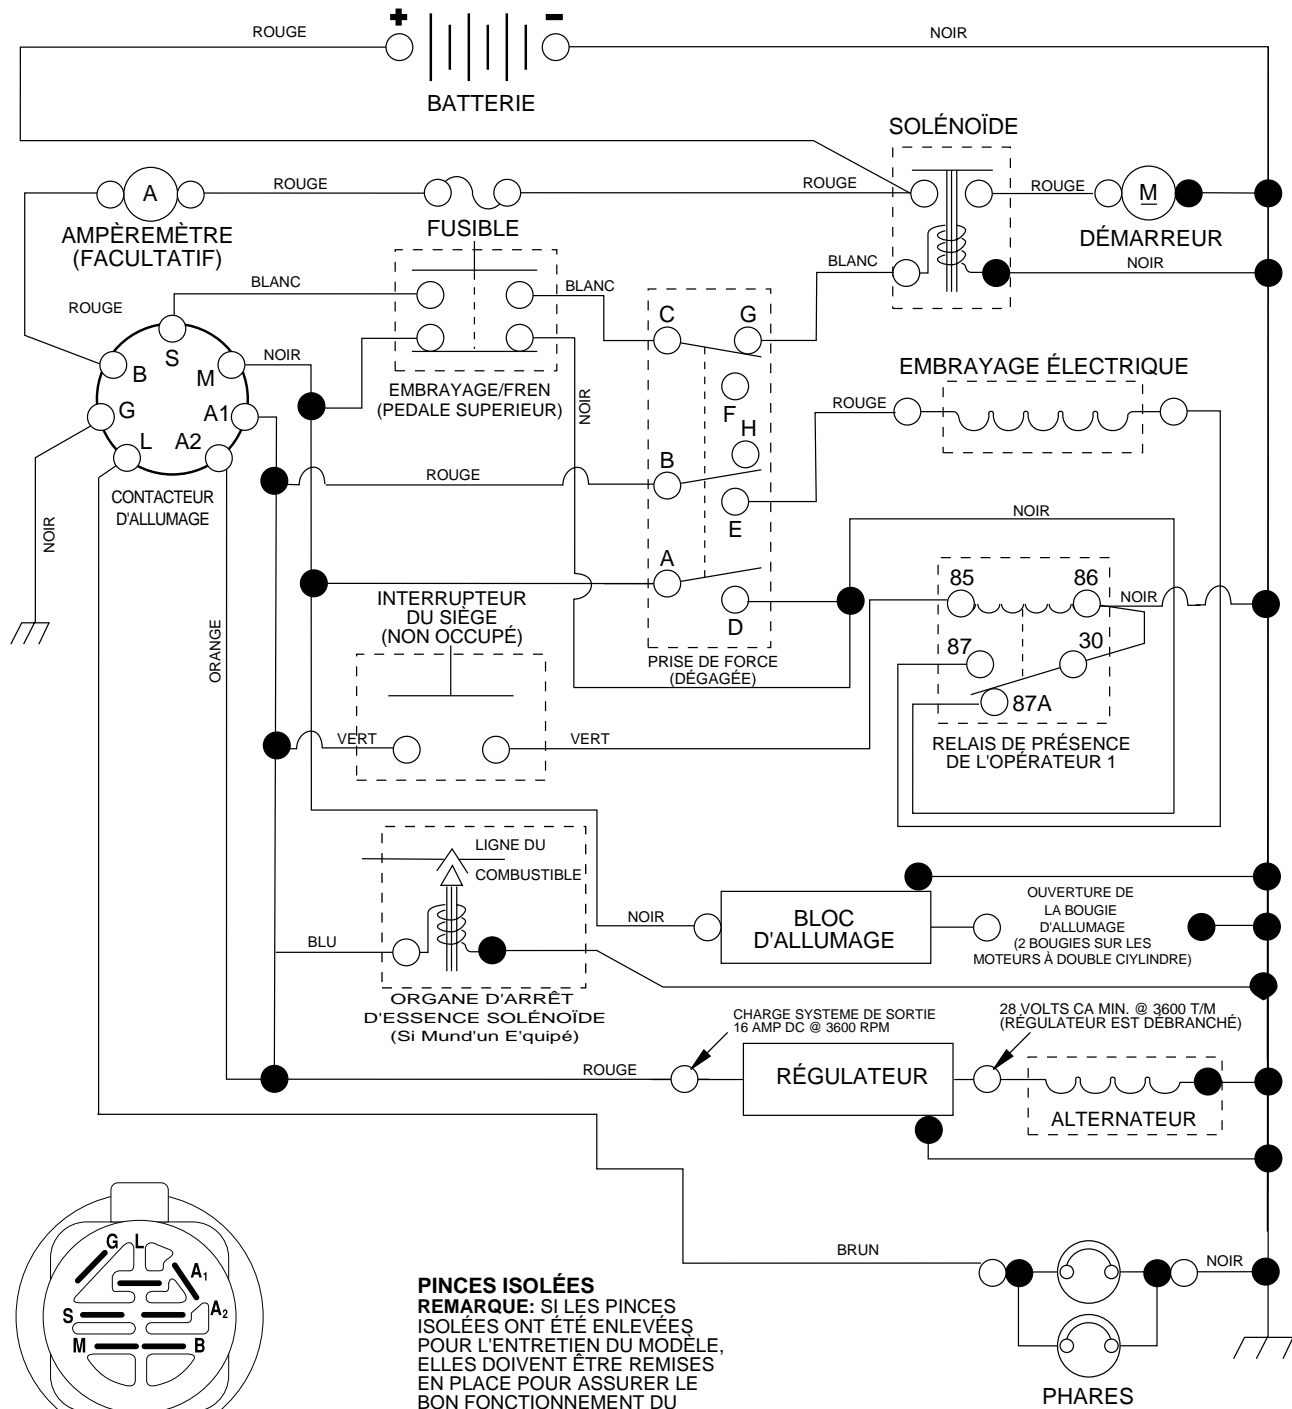 ROUGE
+
-
NOIR
BATTERIE
SOLÉNOÏDE
A
ROUGE
ROUGE
ROUGE
M
AMPÈREMÈTRE
(FACULTATIF)
FUSIBLE
DÉMARREUR
BLANC
BLANC
BLANC
NOIR
ROUGE
S
B
M
NOIR
G
A1
L
A2
CONTACTEUR
D'ALLUMAGE
EMBRAYAGE/FREN
(PEDALE SUPERIEUR)
NOIR
C
G
F
H
B
E
A
D
EMBRAYAGE ÉLECTRIQUE
ROUGE
ROUGE
NOIR
NOIR
INTERRUPTEUR
DU SIÈGE
(NON OCCUPÉ)
PRISE DE FORCE
(DÉGAGÉE)
85
86
NOIR
87
30
87A
ORANGE
VERT
VERT
RELAIS DE PRÉSENCE
DE L'OPÉRATEUR 1
LIGNE DU
COMBUSTIBLE
BLU
NOIR
BLOC
D'ALLUMAGE
OUVERTURE DE
LA BOUGIE
D'ALLUMAGE
(2 BOUGIES SUR LES
MOTEURS À DOUBLE CIYLINDRE)
ORGANE D'ARRÊT
D'ESSENCE SOLÉNOÏDE
(Si Mund'un E'quipé)
CHARGE SYSTEME DE SORTIE
16 AMP DC @ 3600 RPM
28 VOLTS CA MIN. @ 3600 T/M
(RÉGULATEUR EST DÉBRANCHÉ)
ROUGE
RÉGULATEUR
ALTERNATEUR
G
L
A1
A2
S
M
B
BRUN
NOIR
PHARES
PINCES ISOLÉES
REMARQUE: SI LES PINCES
ISOLÉES ONT ÉTÉ ENLEVÉES
POUR L'ENTRETIEN DU MODÈLE,
ELLES DOIVENT ÊTRE REMISES
EN PLACE POUR ASSURER LE
BON FONCTIONNEMENT DU